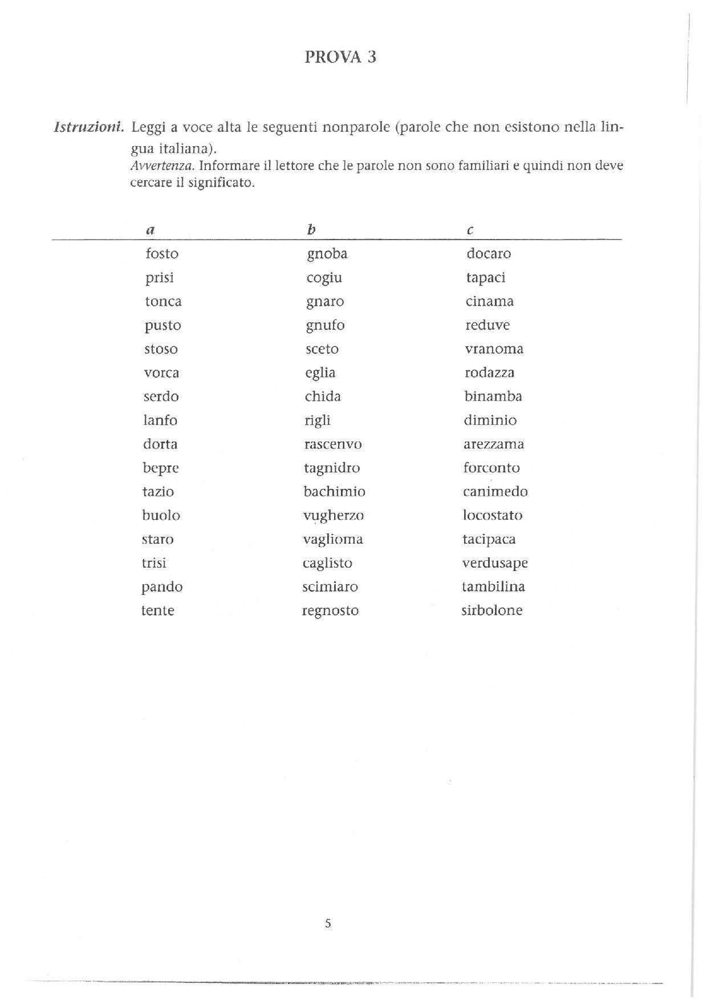 PROVA 3
Istruzioni. Leggi a voce alta le seguenti nonparole (parole che non esistono nella lin-
gua italiana).
Avvertenza. Informare il lettore che le parole non sono familiari e quindi non deve
cercare il significato.
a b c
fosto gnoba docaro
prisi cogiu tapaci
tonca gnaro cinama
pusto gnufo reduve
stoso sceto vranoma
vorca eglia rodazza
serdo chida binamba
lanfo rigli diminio
dorta rascenvo arezzama
bepre tagnidro forconto
tazio bachimio canimedo
buolo vugherzo locostato
staro vaglioma tacipaca
trisi caglisto verdusape
pando scimiaro tambilina
tente regnosto sirbolone
5